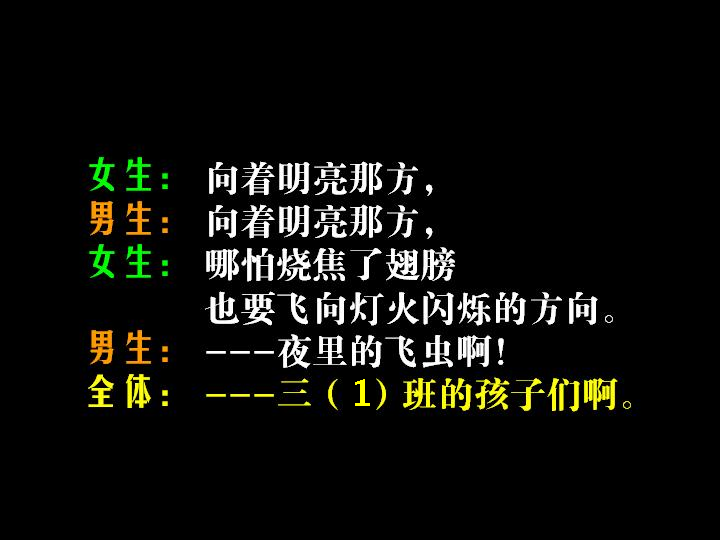 女生： 向着明亮那方，
男生： 向着明亮那方，
女生： 哪怕烧焦了翅膀
也要飞向灯火闪烁的方向。
男生： ---夜里的飞虫啊！
全体： ---三（1）班的孩子们啊。